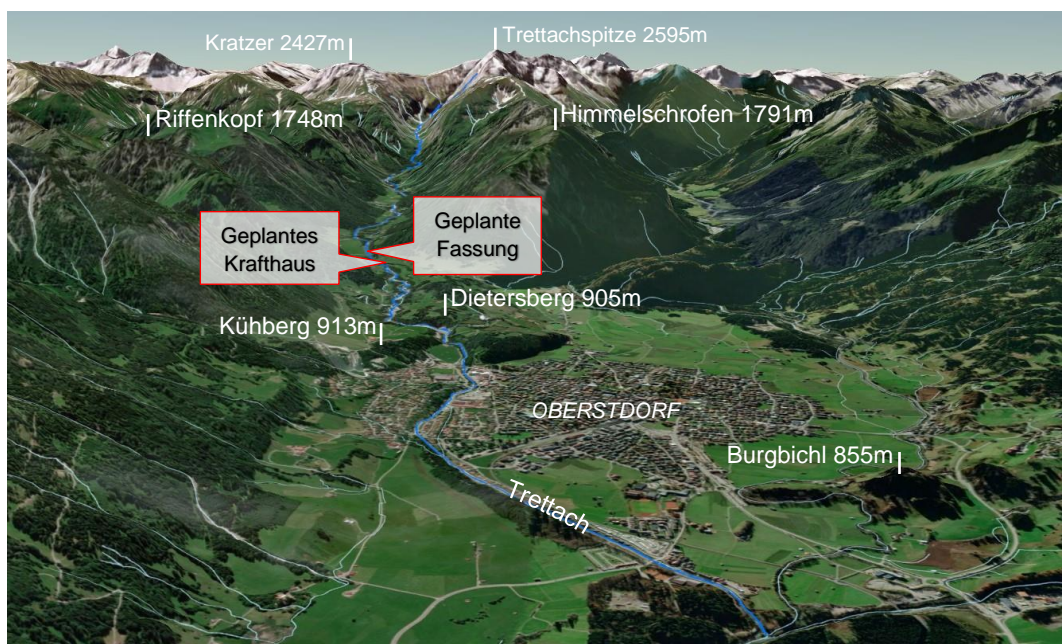 Kratzer 2427m
Trettachspitze 2595m
Riffenkopf 1748m
Himmelschrofen 1791m
Geplantes
Krafthaus
Geplante
Fassung
Dietersberg 905m
Kühberg 913m
OBERSTDORF
Burgbichl 855m
Trettach